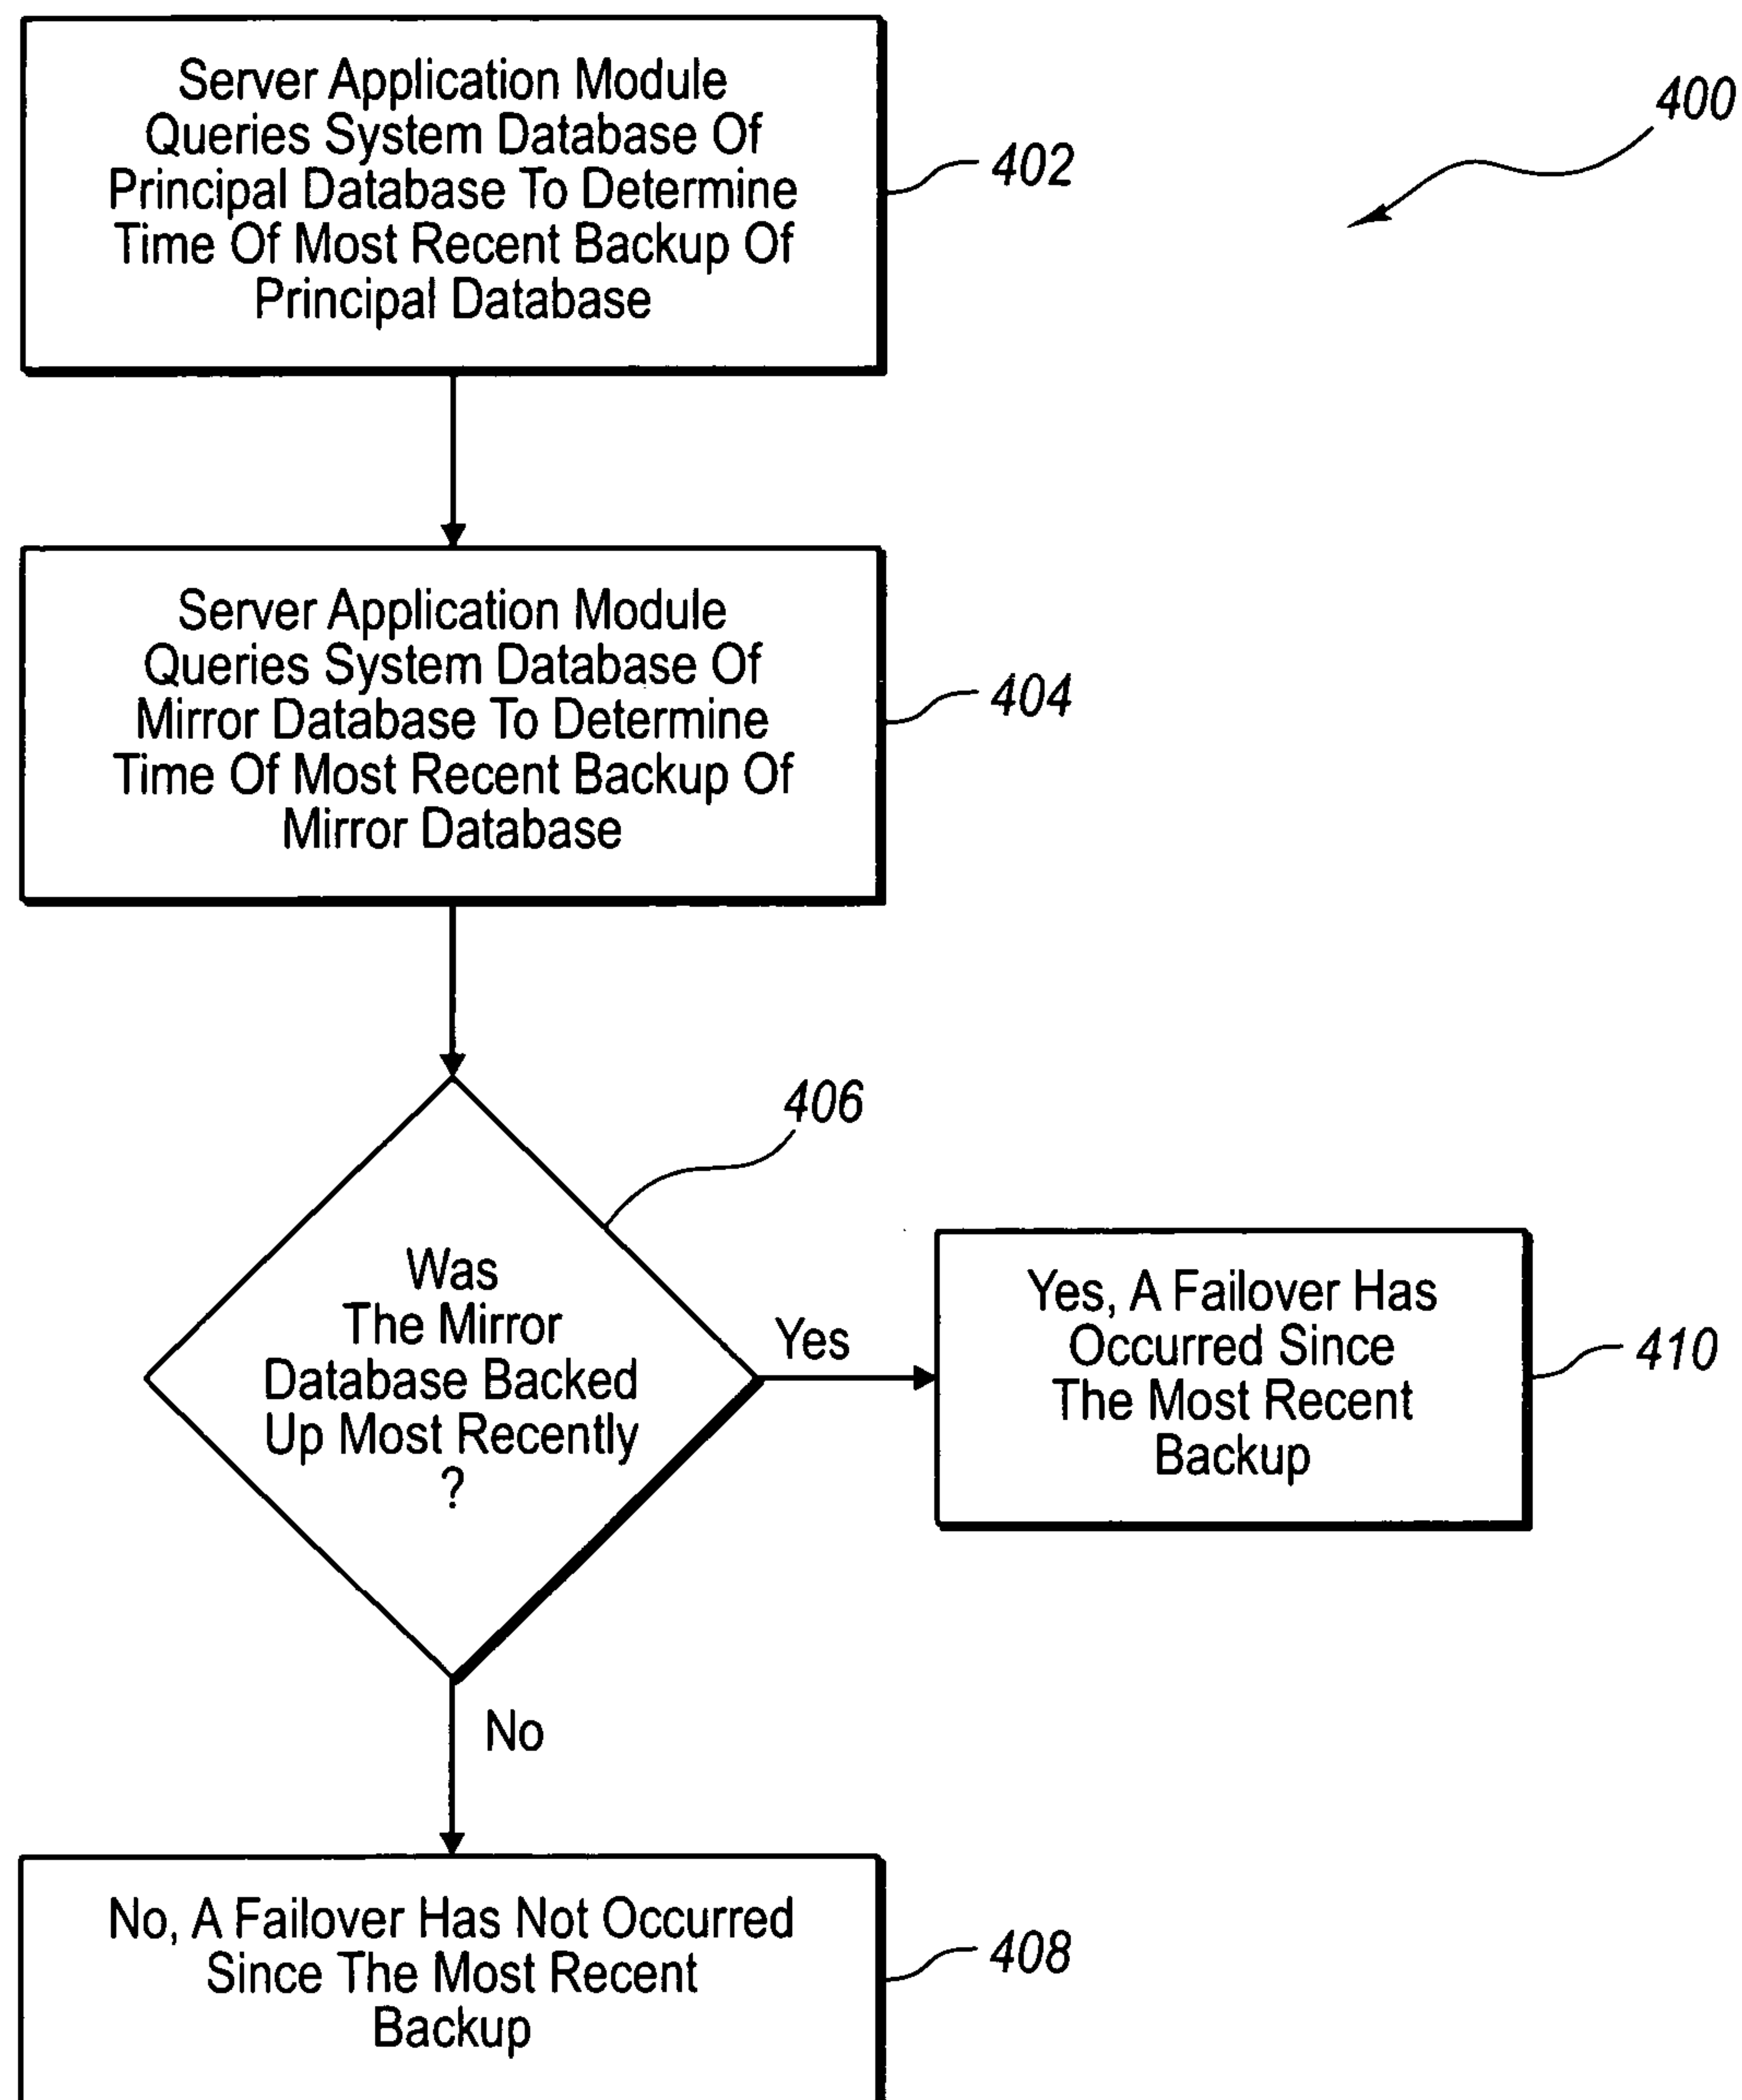 Server Application Module
Queries System Database Of
Principal Database To Determine
Time Of Most Recent Backup Of
Principal Database
402
400
Server Application Module
Queries System Database Of
Mirror Database To Determine
Time Of Most Recent Backup Of
Mirror Database
404
406
Was
The Mirror
Database Backed
Up Most Recently
?
Yes
Yes, A Failover Has
Occurred Since
The Most Recent
Backup
410
No
No, A Failover Has Not Occurred
Since The Most Recent
Backup
408